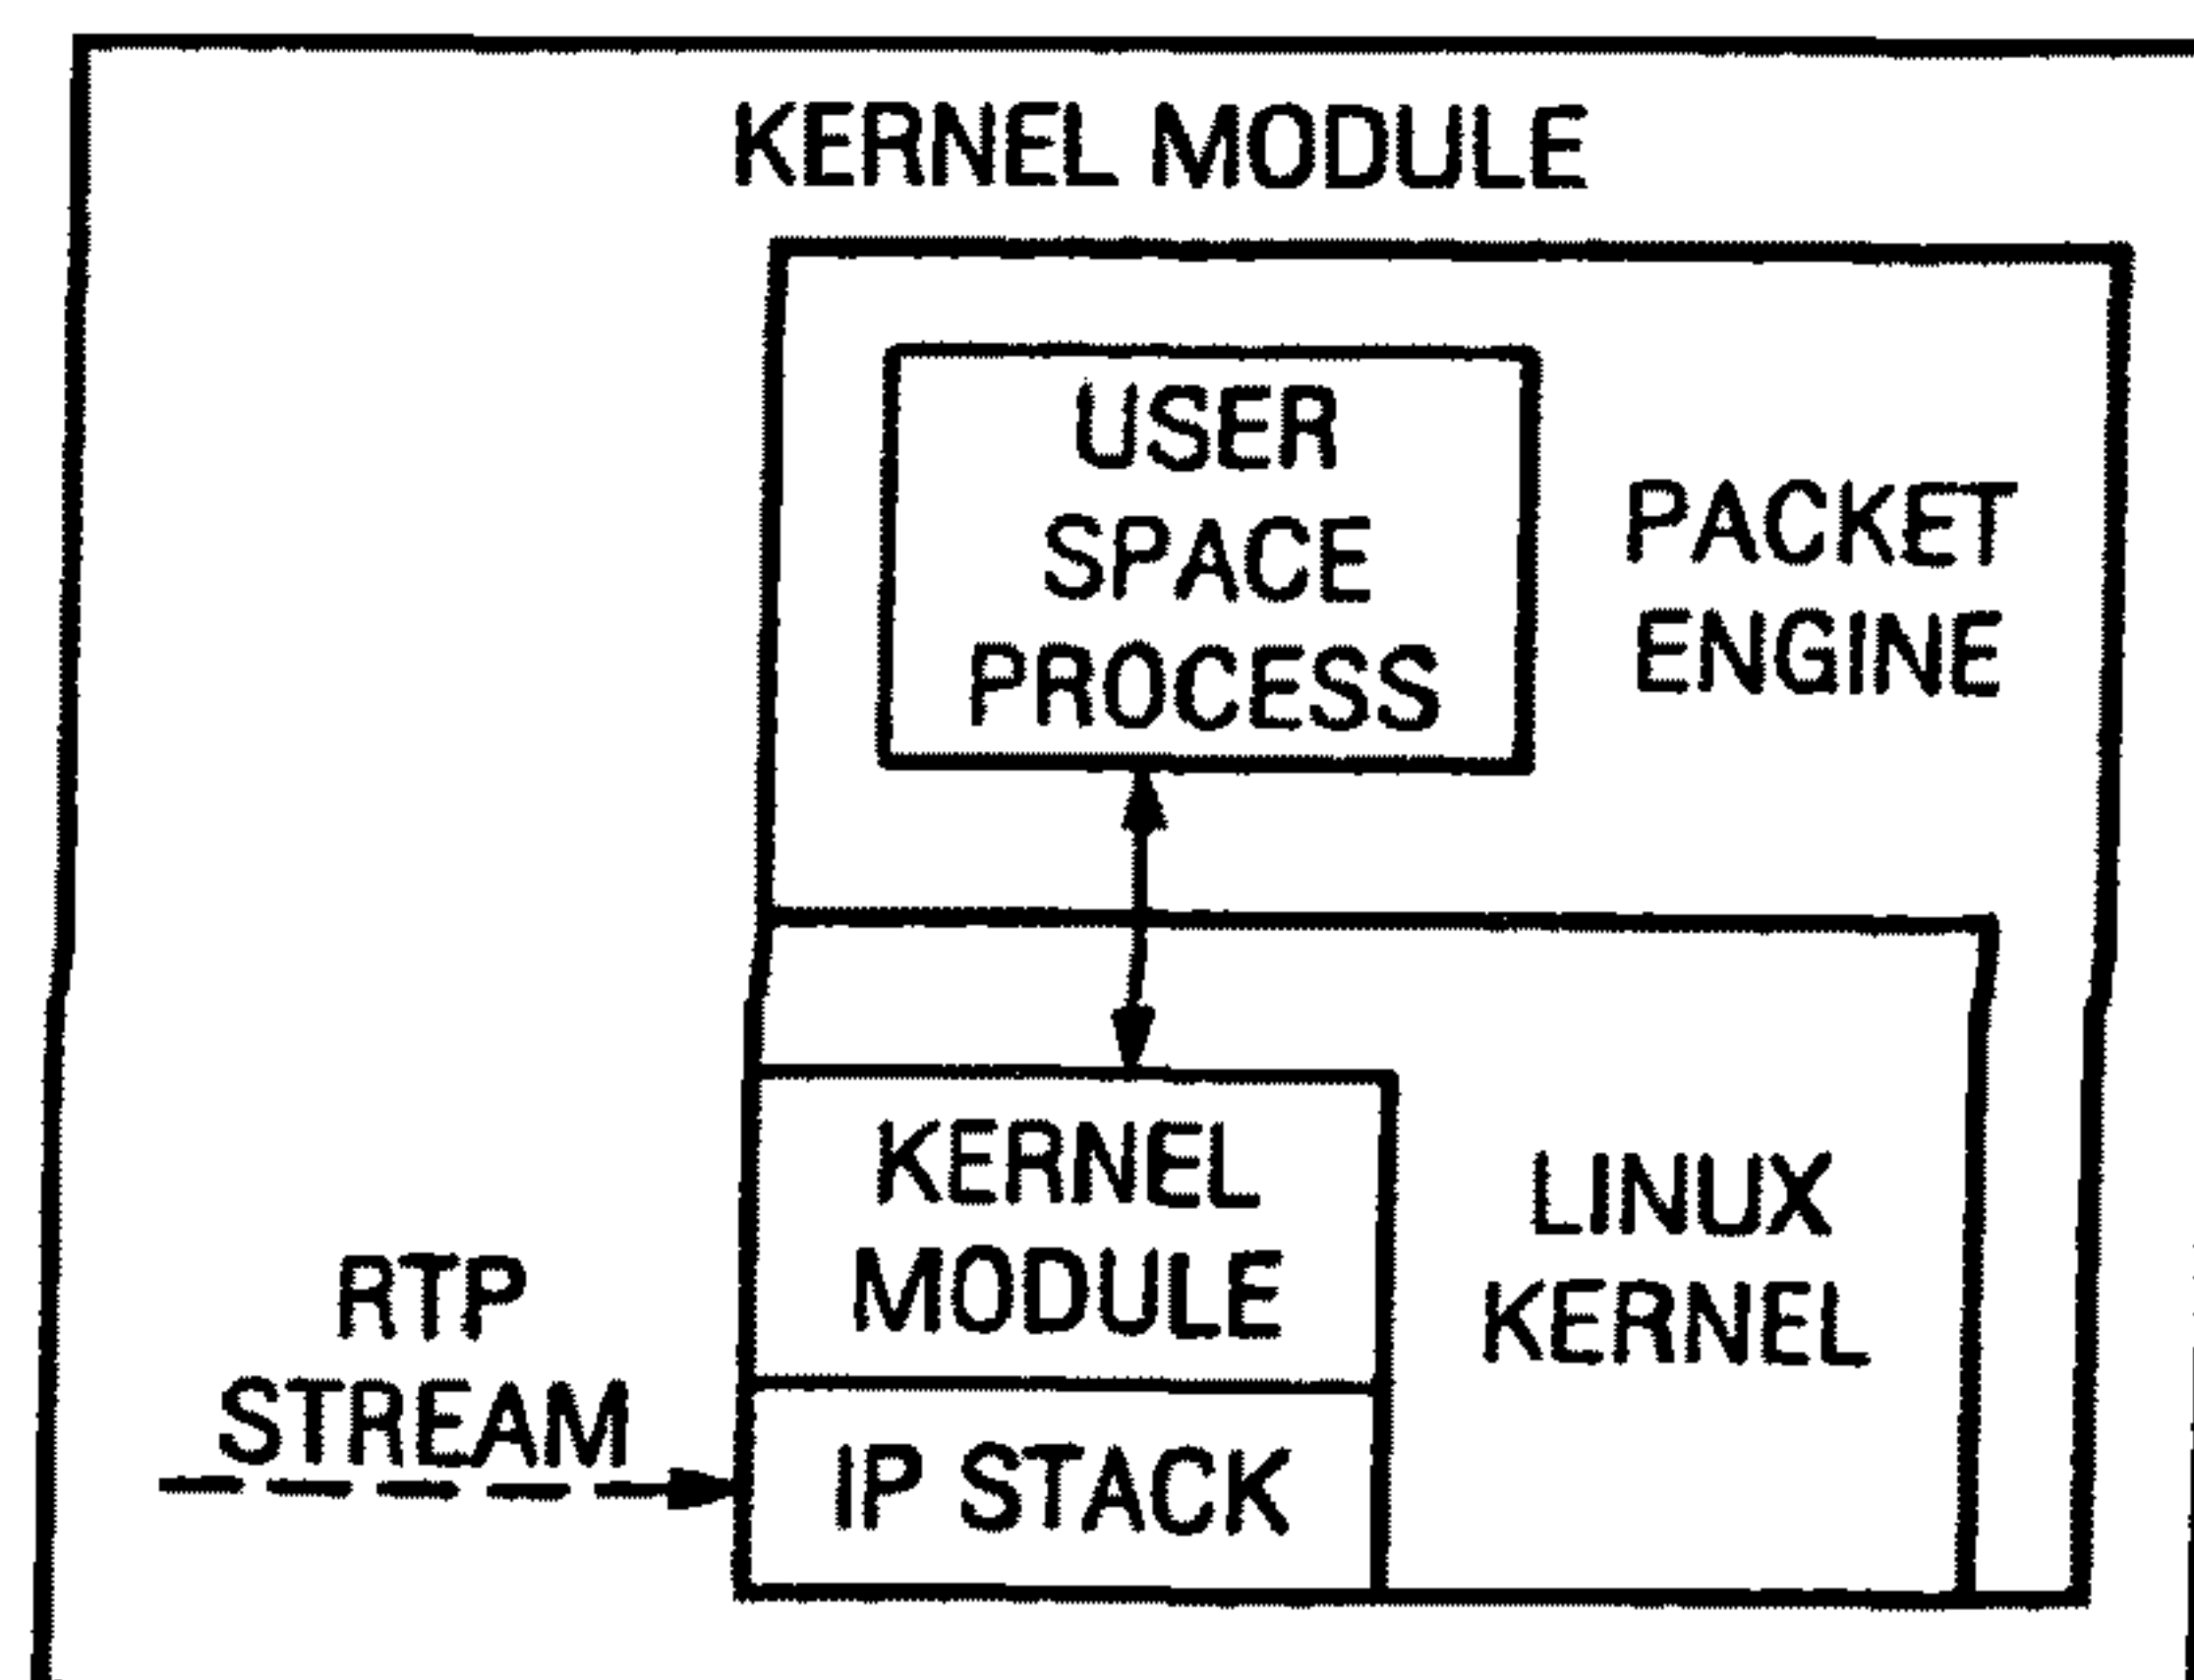 KERNEL MODULE
USER
SPACE
PROCESS
PACKET
ENGINE
KERNEL
MODULE
LINUX
KERNEL
RTP
STREAM
IP STACK